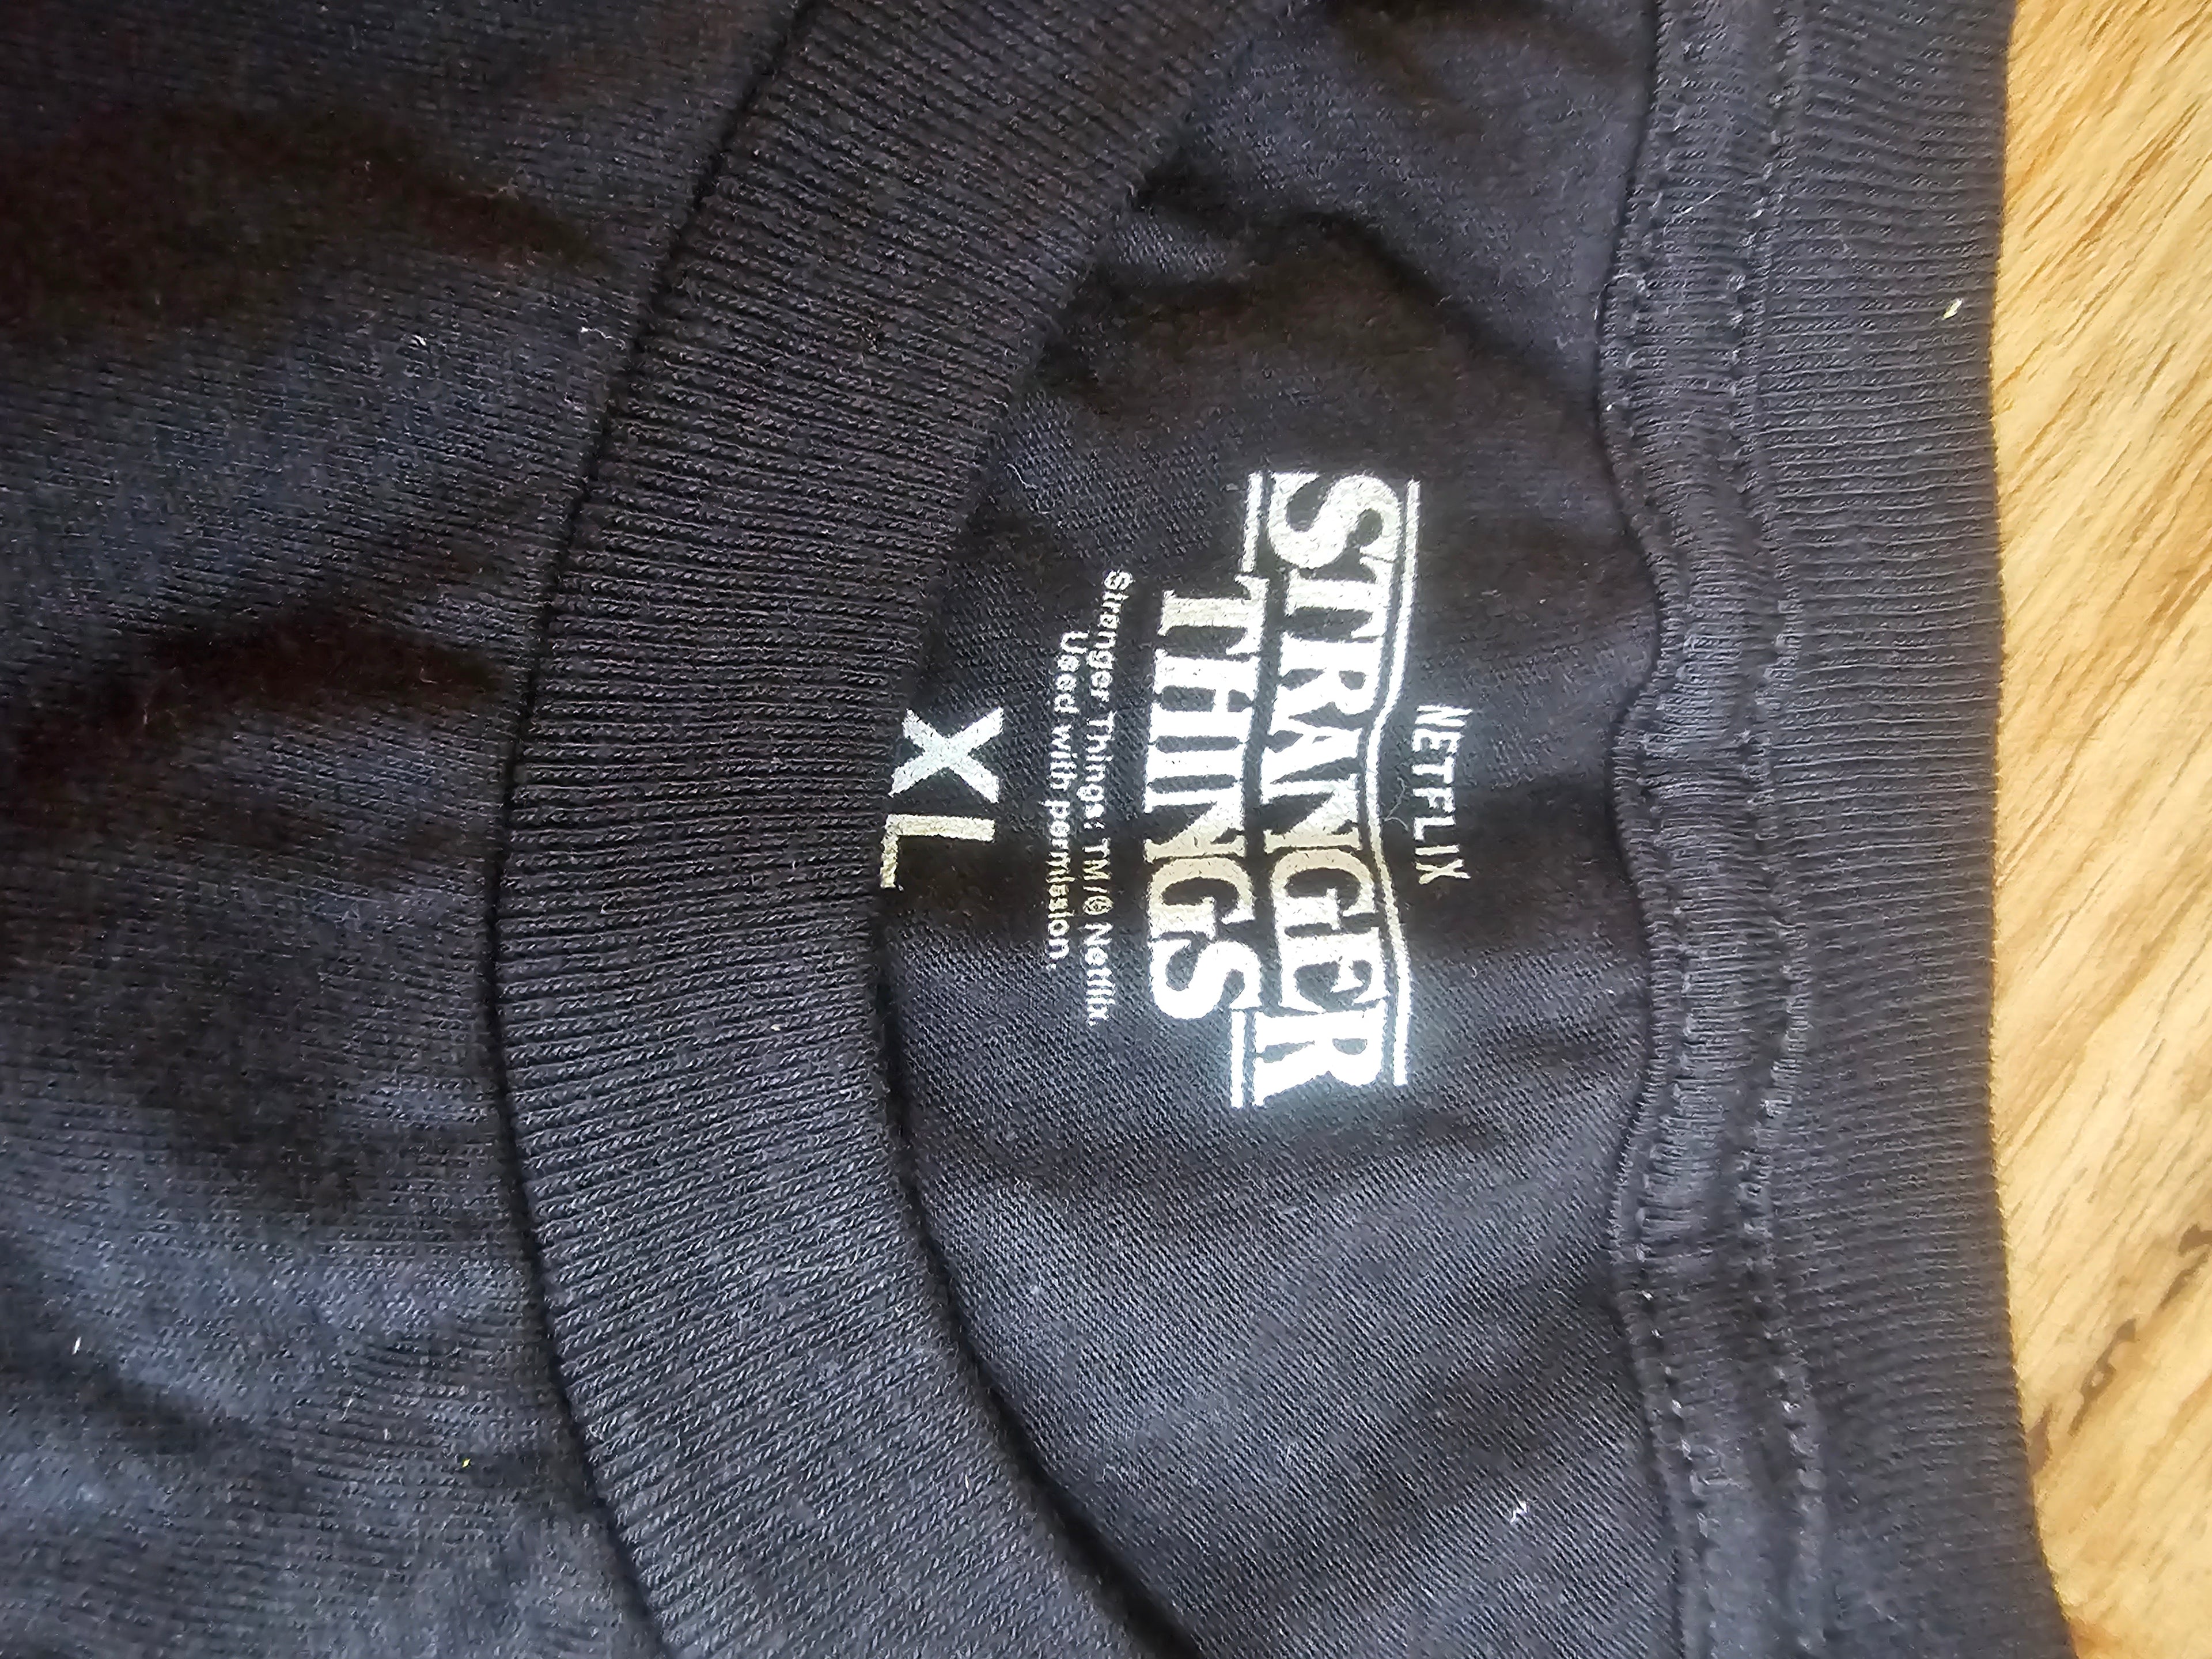 NETFLIX
STRANGER
THINGS
Stranger Things: TM/© Netflix.
Used with permission.
XL